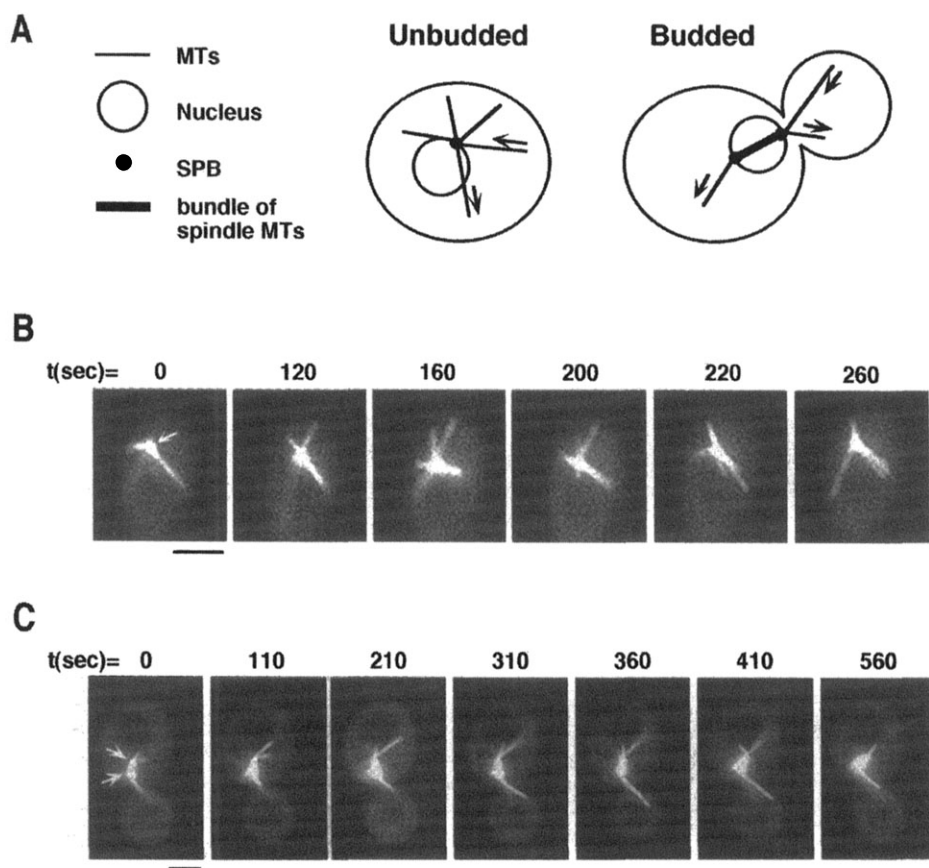 A
Unbudded
Budded
MTs
Nucleus
SPB
bundle of
spindle MTs
B
t(sec)= 0 120 160 200 220 260
C
t(sec)= 0 110 210 310 360 410 560